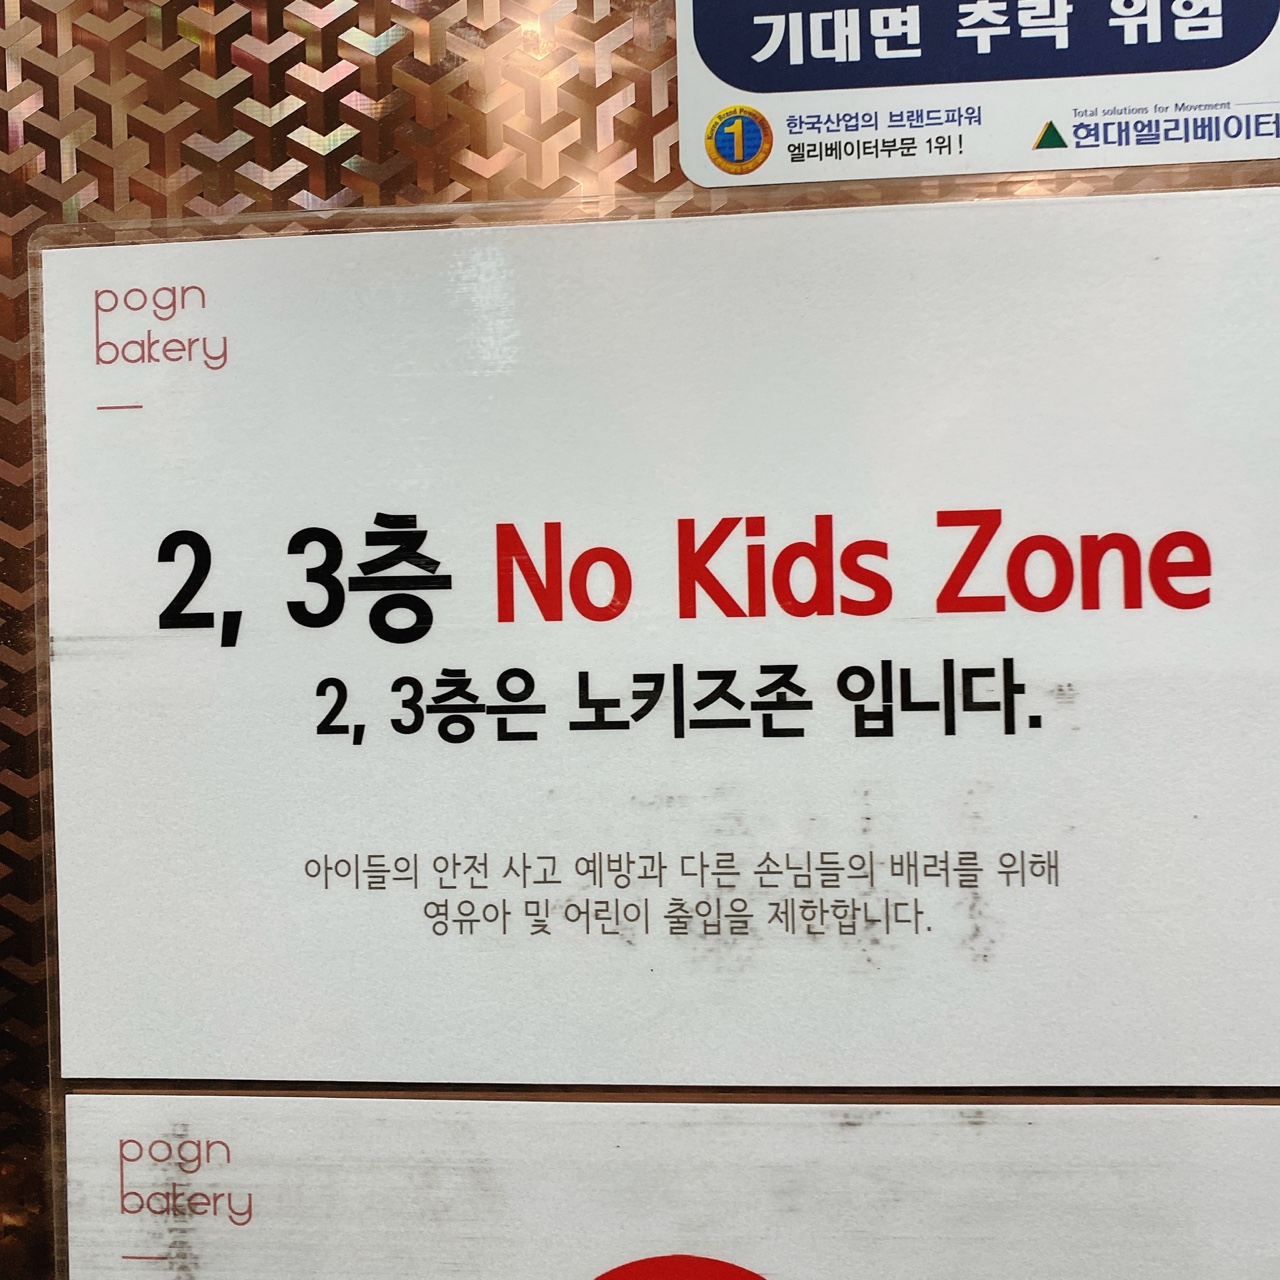 기대면 추락 위험
한국산업의 브랜드파워
엘리베이터부문 1위!
Total solutions for Movement
현대엘리베이터
pogn
bakery
2, 3층 No Kids Zone
2, 3층은 노키즈존 입니다.
아이들의 안전 사고 예방과 다른 손님들의 배려를 위해
영유아 및 어린이 출입을 제한합니다.
pogn
bakery